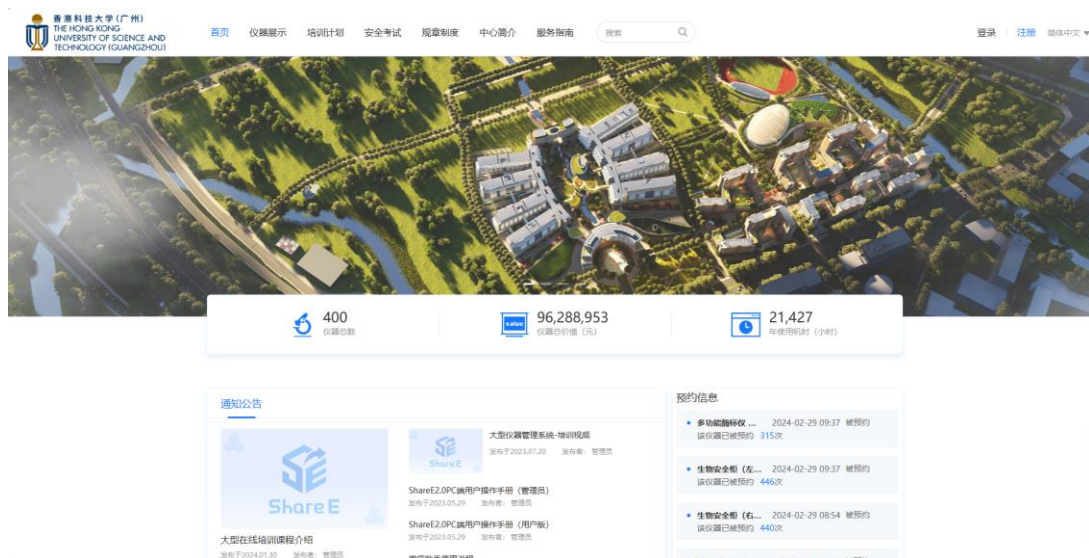 香港科技大学(广州)
THE HONG KONG
UNIVERSITY OF SCIENCE AND
TECHNOLOGY (GUANGZHOU)
首页 仪器展示 培训计划 安全考试 规章制度 中心简介 服务指南 搜索
登录 注册 简体中文
400
仪器总数
value
96,288,953
仪器总价值 (元)
21,427
年使用机时 (小时)
通知公告
ShareE
大型在线培训课程介绍
发布于2024.01.30 发布者: 管理员
ShareE
大型仪器管理系统-培训视频
发布于2023.07.20 发布者: 管理员
ShareE2.0PC端用户操作手册 (管理员)
发布于2023.05.29 发布者: 管理员
ShareE2.0PC端用户操作手册 (用户版)
发布于2023.05.29 发布者: 管理员
预约信息
多功能酶标仪 ... 2024-02-29 09:37 被预约
该仪器已被预约 315次
生物安全柜 (左... 2024-02-29 09:37 被预约
该仪器已被预约 446次
生物安全柜 (右... 2024-02-29 08:54 被预约
该仪器已被预约 440次